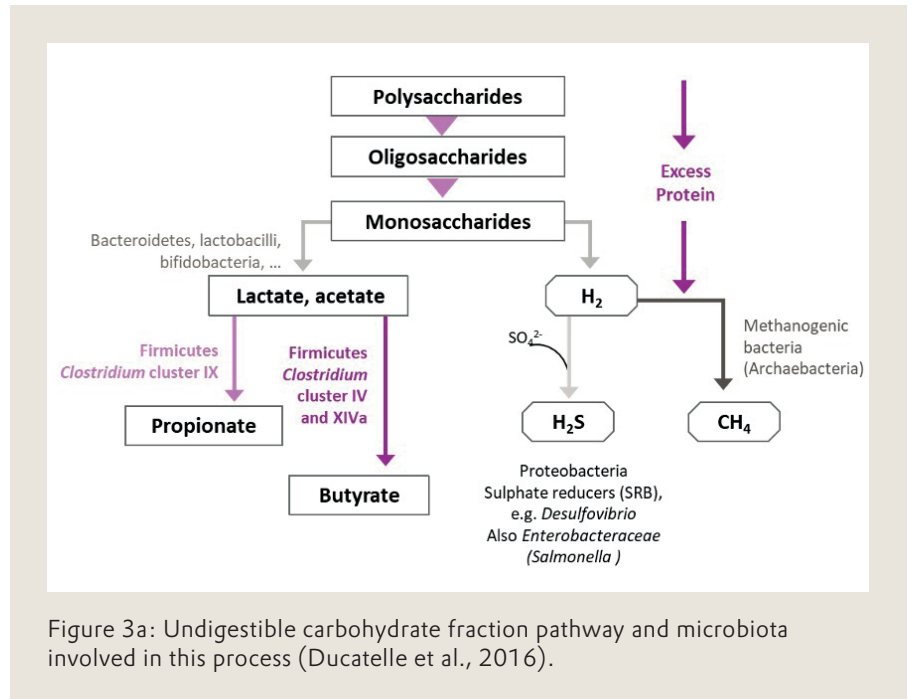 Polysaccharides
Oligosaccharides
Monosaccharides
Excess
Protein
Bacteroidetes, lactobacilli,
bifidobacteria, ...
Lactate, acetate
H₂
Firmicutes
Clostridium cluster IX
Firmicutes
Clostridium
cluster IV
and XIVa
SO₄²⁻
Methanogenic
bacteria
(Archaebacteria)
Propionate
H₂S
CH₄
Butyrate
Proteobacteria
Sulphate reducers (SRB),
e.g. Desulfovibrio
Also Enterobacteraceae
(Salmonella )
Figure 3a: Undigestible carbohydrate fraction pathway and microbiota
involved in this process (Ducatelle et al., 2016).